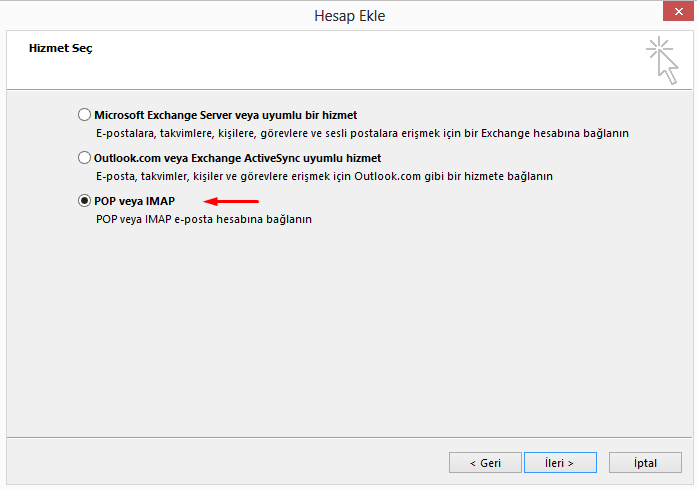 Hesap Ekle
Hizmet Seç
Microsoft Exchange Server veya uyumlu bir hizmet
E-postalara, takvimlere, kişilere, görevlere ve sesli postalara erişmek için bir Exchange hesabına bağlanın
Outlook.com veya Exchange ActiveSync uyumlu hizmet
E-posta, takvimler, kişiler ve görevlere erişmek için Outlook.com gibi bir hizmete bağlanın
POP veya IMAP
POP veya IMAP e-posta hesabına bağlanın
< Geri
İleri >
İptal